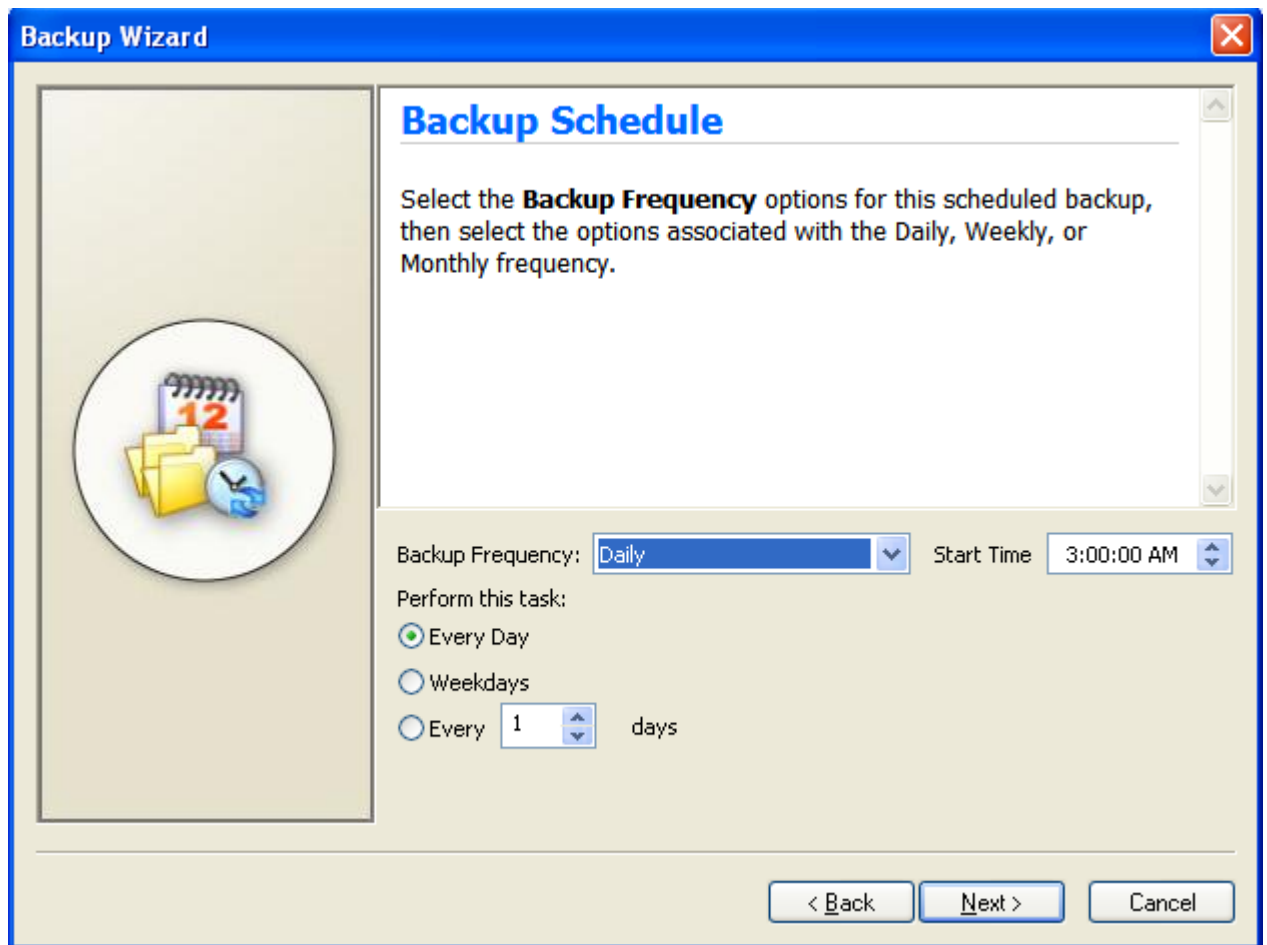 Backup Wizard
Backup Schedule
Select the Backup Frequency options for this scheduled backup,
then select the options associated with the Daily, Weekly, or
Monthly frequency.
12
Backup Frequency: Daily Start Time 3:00:00 AM
Perform this task:
Every Day
Weekdays
Every 1 days
< Back Next > Cancel